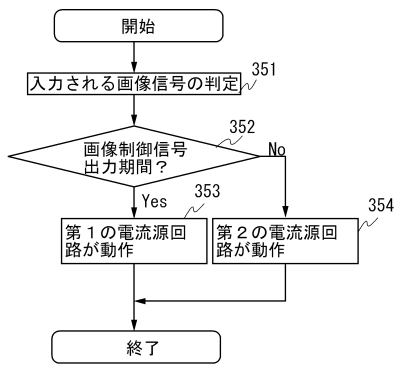 開始
351
入力される画像信号の判定
352
画像制御信号
出力期間？
No
Yes
353
第１の電流源回
路が動作
354
第２の電流源回
路が動作
終了